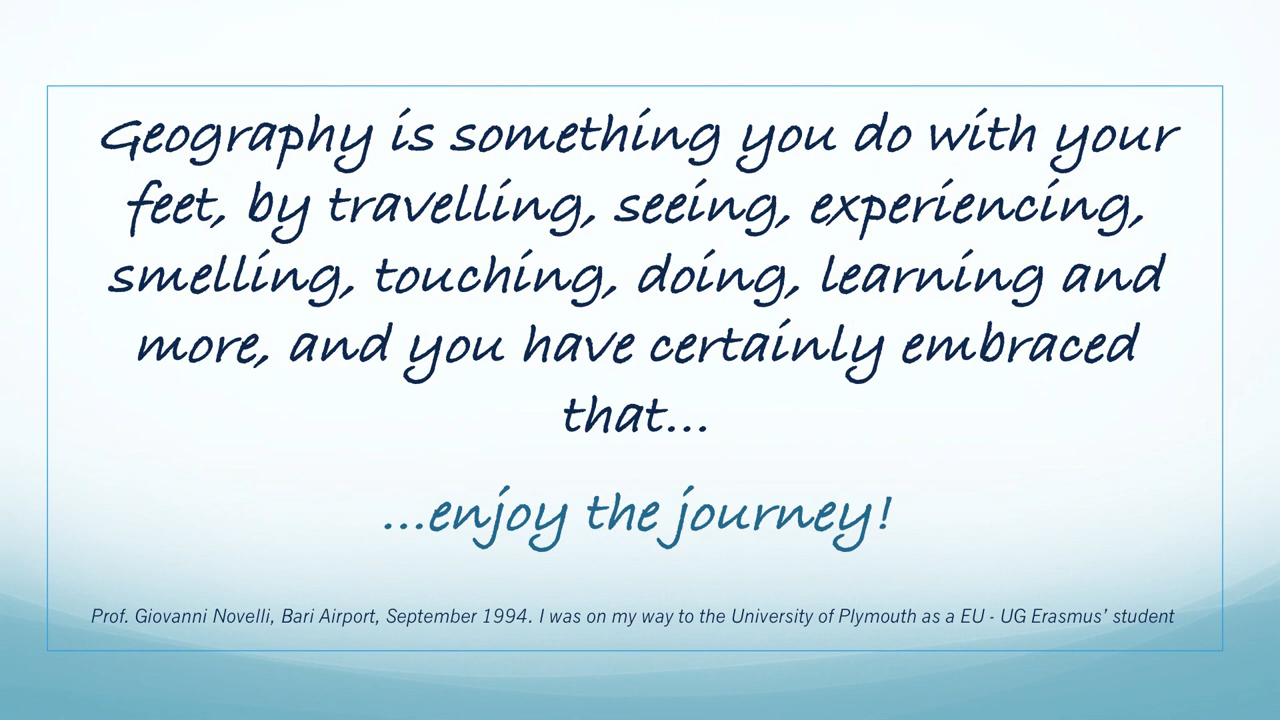 Geography is something you do with your
feet, by travelling, seeing, experiencing,
smelling, touching, doing, learning and
more, and you have certainly embraced
that...
...enjoy the journey!
Prof. Giovanni Novelli, Bari Airport, September 1994. I was on my way to the University of Plymouth as a EU - UG Erasmus’ student